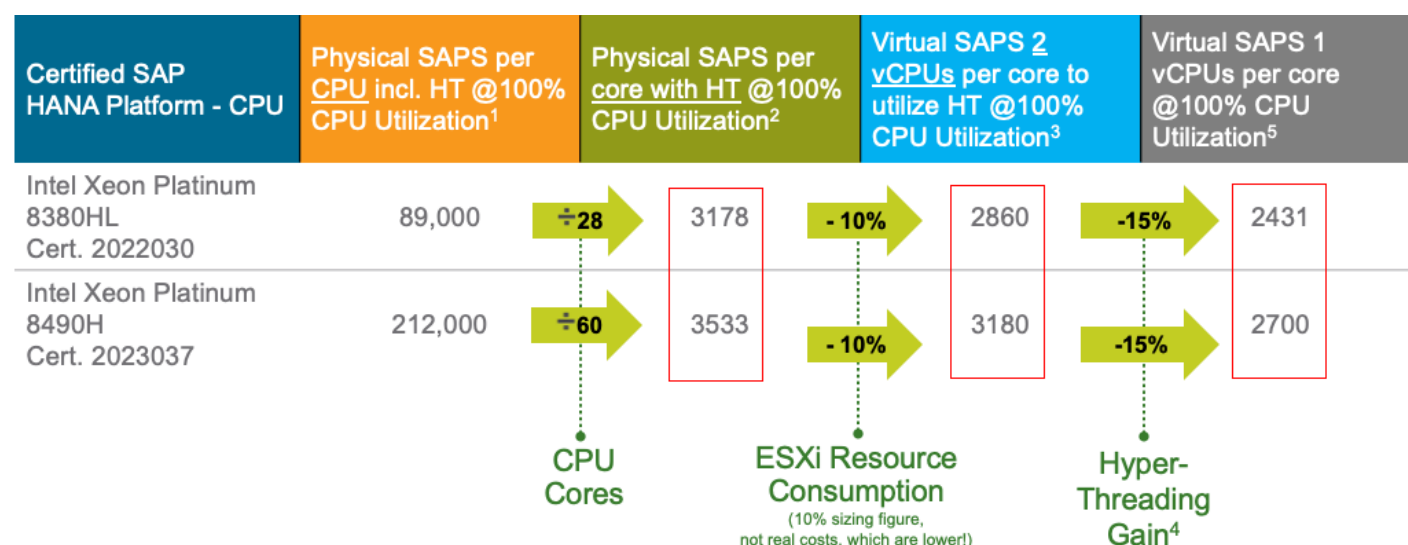 Certified SAP
HANA Platform - CPU
Physical SAPS per
CPU incl. HT @100%
CPU Utilization1
Physical SAPS per
core with HT @100%
CPU Utilization2
Virtual SAPS 2
vCPUs per core to
utilize HT @100%
CPU Utilization3
Virtual SAPS 1
vCPUs per core
@100% CPU
Utilization5
Intel Xeon Platinum
8380HL
Cert. 2022030
89,000
÷28
3178
- 10%
2860
-15%
2431
Intel Xeon Platinum
8490H
Cert. 2023037
212,000
÷60
3533
- 10%
3180
-15%
2700
CPU
Cores
ESXi Resource
Consumption
(10% sizing figure,
not real costs, which are lower!)
Hyper-
Threading
Gain4